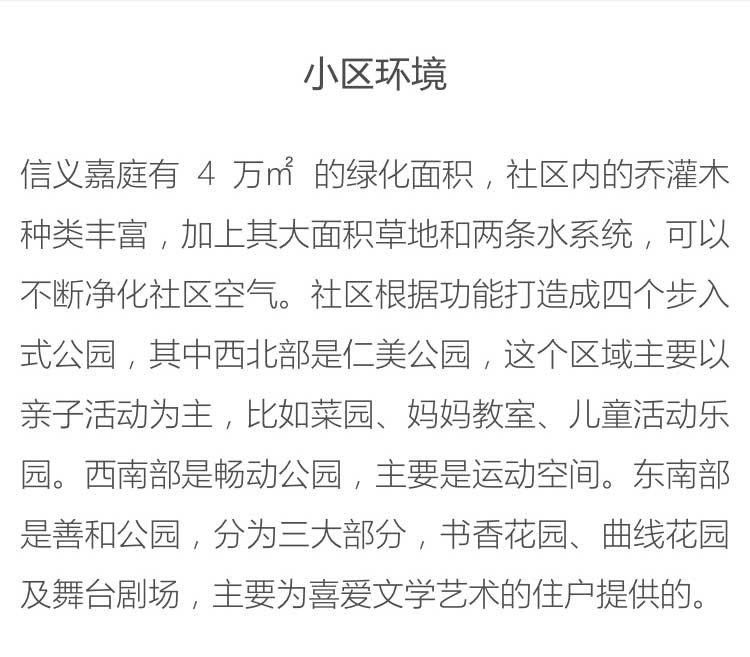 小区环境
信义嘉庭有 4 万㎡ 的绿化面积，社区内的乔灌木
种类丰富，加上其大面积草地和两条水系统，可以
不断净化社区空气。社区根据功能打造成四个步入
式公园，其中西北部是仁美公园，这个区域主要以
亲子活动为主，比如菜园、妈妈教室、儿童活动乐
园。西南部是畅动公园，主要是运动空间。东南部
是善和公园，分为三大部分，书香花园、曲线花园
及舞台剧场，主要为喜爱文学艺术的住户提供的。